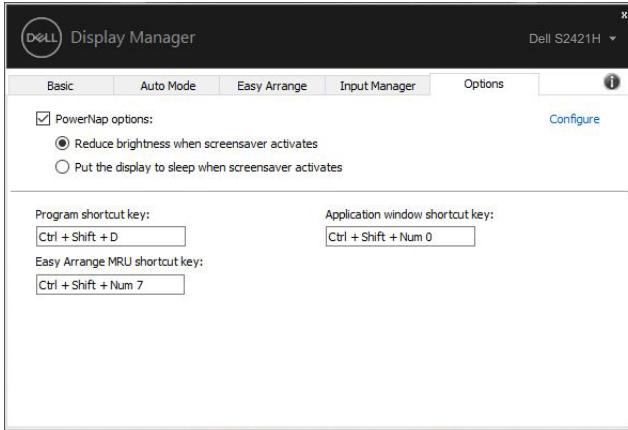 x
DELL Display Manager
Dell S2421H
Basic Auto Mode Easy Arrange Input Manager Options
PowerNap options:
Configure
Reduce brightness when screensaver activates
Put the display to sleep when screensaver activates
Program shortcut key:
Application window shortcut key:
Ctrl + Shift + D
Ctrl + Shift + Num 0
Easy Arrange MRU shortcut key:
Ctrl + Shift + Num 7